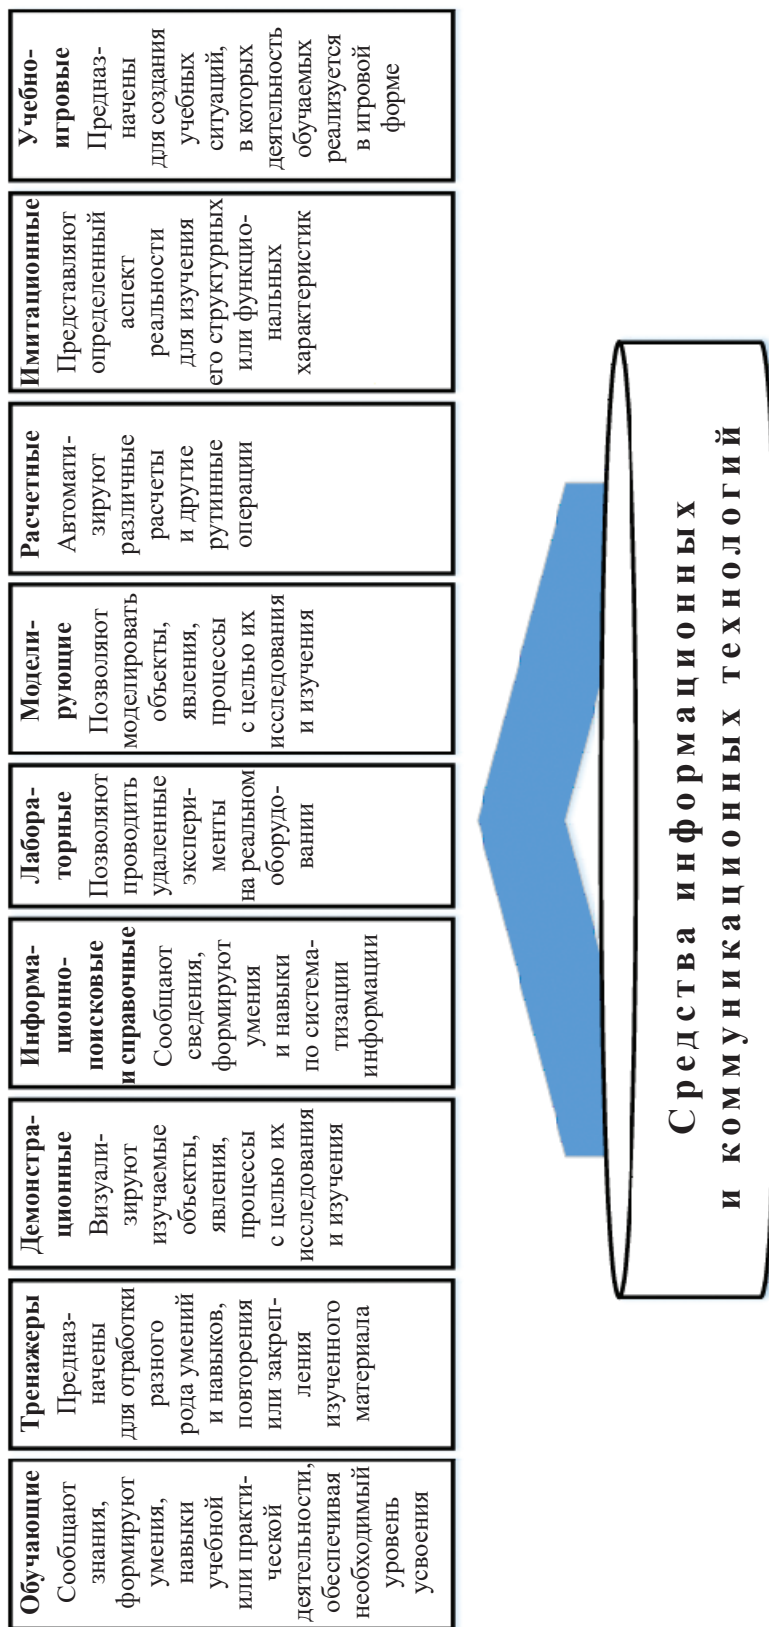 Обучающие
Сообщают
знания,
формируют
умения,
навыки
учебной
или практи-
ческой
деятельности,
обеспечивая
необходимый
уровень
усвоения
Тренажеры
Предназ-
начены
для отработки
разного
рода умений
и навыков,
повторения
или закреп-
ления
изученного
материала
Демонстра-
ционные
Визуали-
зируют
изучаемые
объекты,
явления,
процессы
с целью их
исследования
и изучения
Информа-
ционно-
поисковые
и справочные
Сообщают
сведения,
формируют
умения
и навыки
по система-
тизации
информации
Лабора-
торные
Позволяют
проводить
удаленные
экспери-
менты
на реальном
оборудо-
вании
Модели-
рующие
Позволяют
моделировать
объекты,
явления,
процессы
с целью их
исследования
и изучения
Расчетные
Автомати-
зируют
различные
расчеты
и другие
рутинные
операции
Имитационные
Представляют
определенный
аспект
реальности
для изучения
его структурных
или функцио-
нальных
характеристик
Учебно-
игровые
Предназ-
начены
для создания
учебных
ситуаций,
в которых
деятельность
обучаемых
реализуется
в игровой
форме
Средства информационных
и коммуникационных технологий